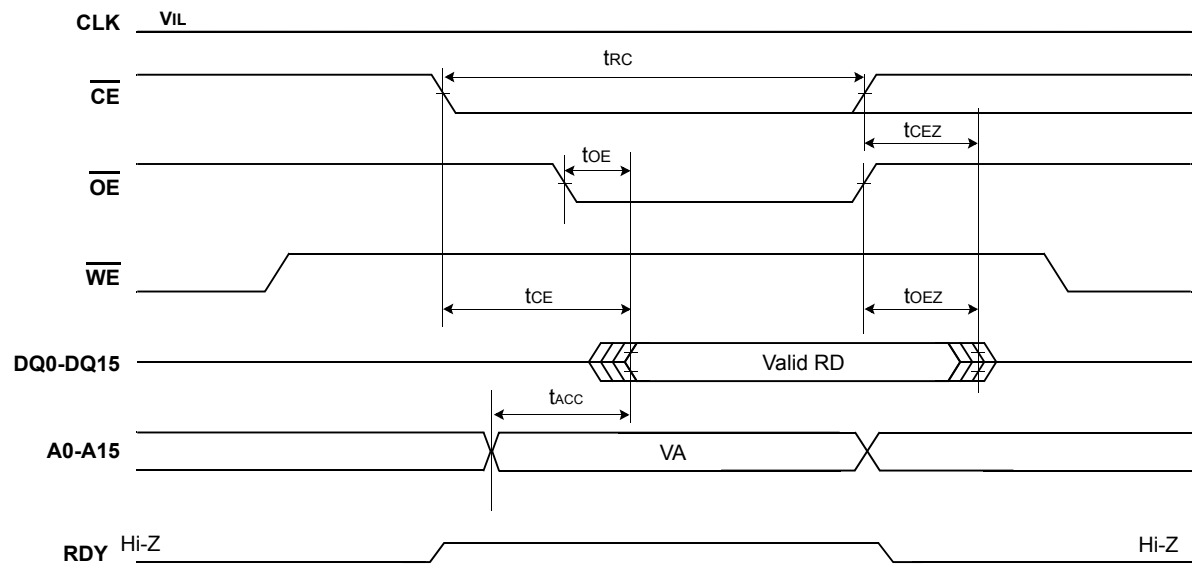 CLK VIL
tRC
CE
tCEZ
tOE
OE
WE
tCE tOEZ
DQ0-DQ15 Valid RD
tACC
A0-A15 VA
RDY Hi-Z Hi-Z